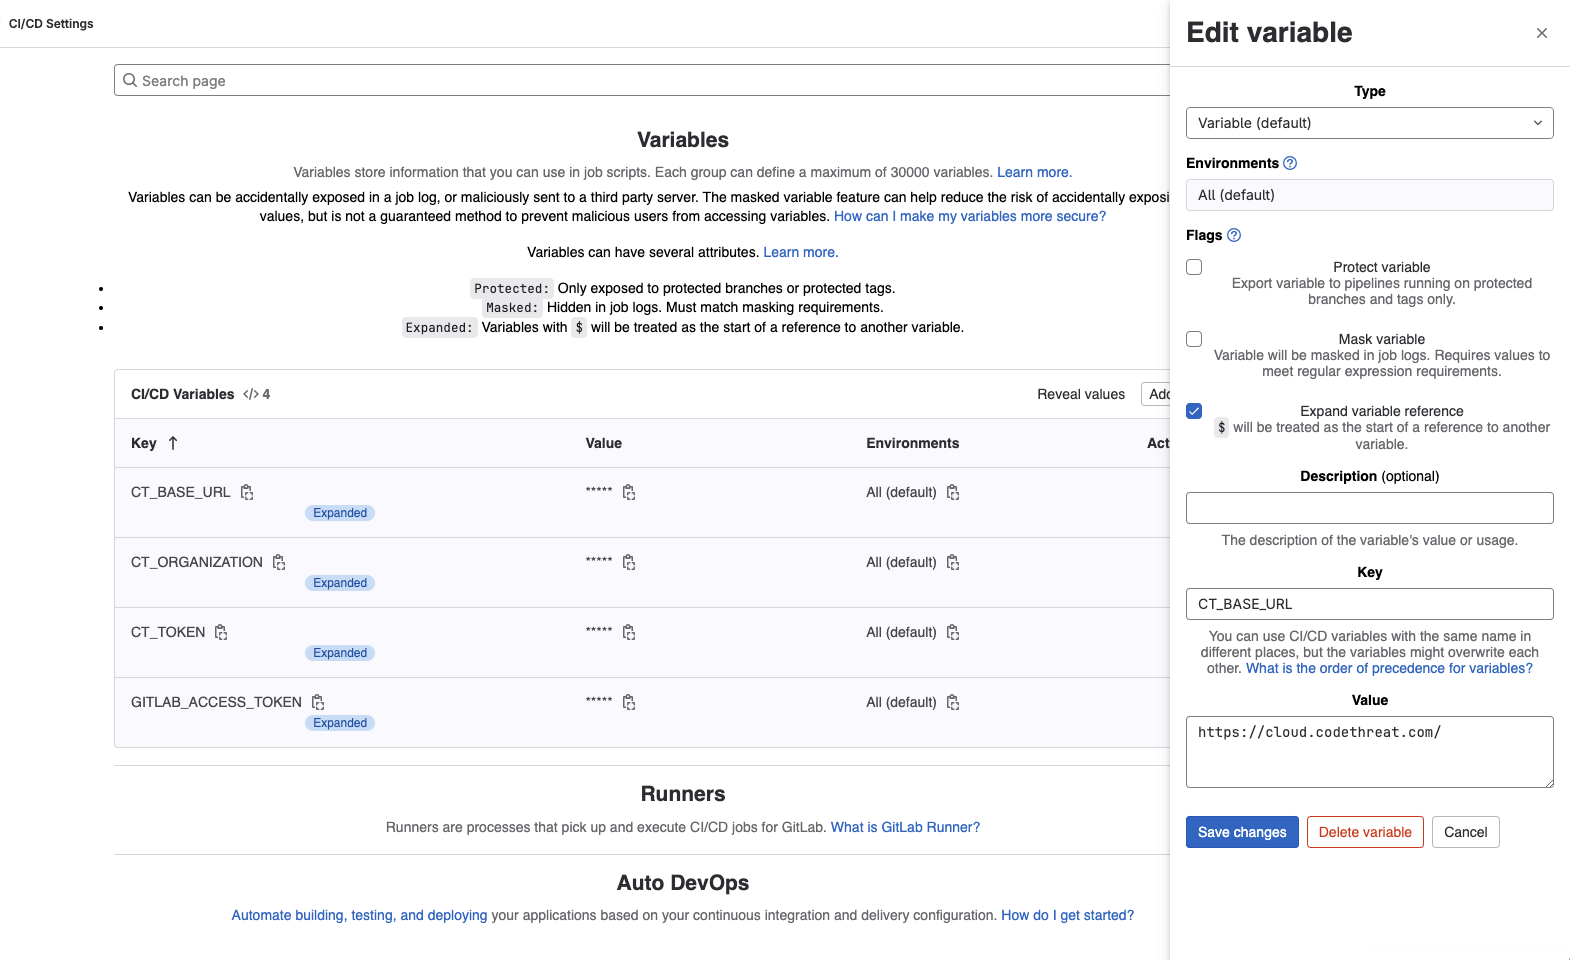 CI/CD Settings
Search page
Variables
Variables store information that you can use in job scripts. Each group can define a maximum of 30000 variables. Learn more.
Variables can be accidentally exposed in a job log, or maliciously sent to a third party server. The masked variable feature can help reduce the risk of accidentally exposi
values, but is not a guaranteed method to prevent malicious users from accessing variables. How can I make my variables more secure?
Variables can have several attributes. Learn more.
• Protected: Only exposed to protected branches or protected tags.
• Masked: Hidden in job logs. Must match masking requirements.
• Expanded: Variables with $ will be treated as the start of a reference to another variable.
CI/CD Variables </> 4 Reveal values Add
Key ↑ Value Environments Act
CT_BASE_URL ***** All (default)
Expanded
CT_ORGANIZATION ***** All (default)
Expanded
CT_TOKEN ***** All (default)
Expanded
GITLAB_ACCESS_TOKEN ***** All (default)
Expanded
Runners
Runners are processes that pick up and execute CI/CD jobs for GitLab. What is GitLab Runner?
Auto DevOps
Automate building, testing, and deploying your applications based on your continuous integration and delivery configuration. How do I get started?
Edit variable
Type
Variable (default)
Environments
All (default)
Flags
Protect variable
Export variable to pipelines running on protected
branches and tags only.
Mask variable
Variable will be masked in job logs. Requires values to
meet regular expression requirements.
Expand variable reference
$ will be treated as the start of a reference to another
variable.
Description (optional)
The description of the variable's value or usage.
Key
CT_BASE_URL
You can use CI/CD variables with the same name in
different places, but the variables might overwrite each
other. What is the order of precedence for variables?
Value
https://cloud.codethreat.com/
Save changes
Delete variable
Cancel